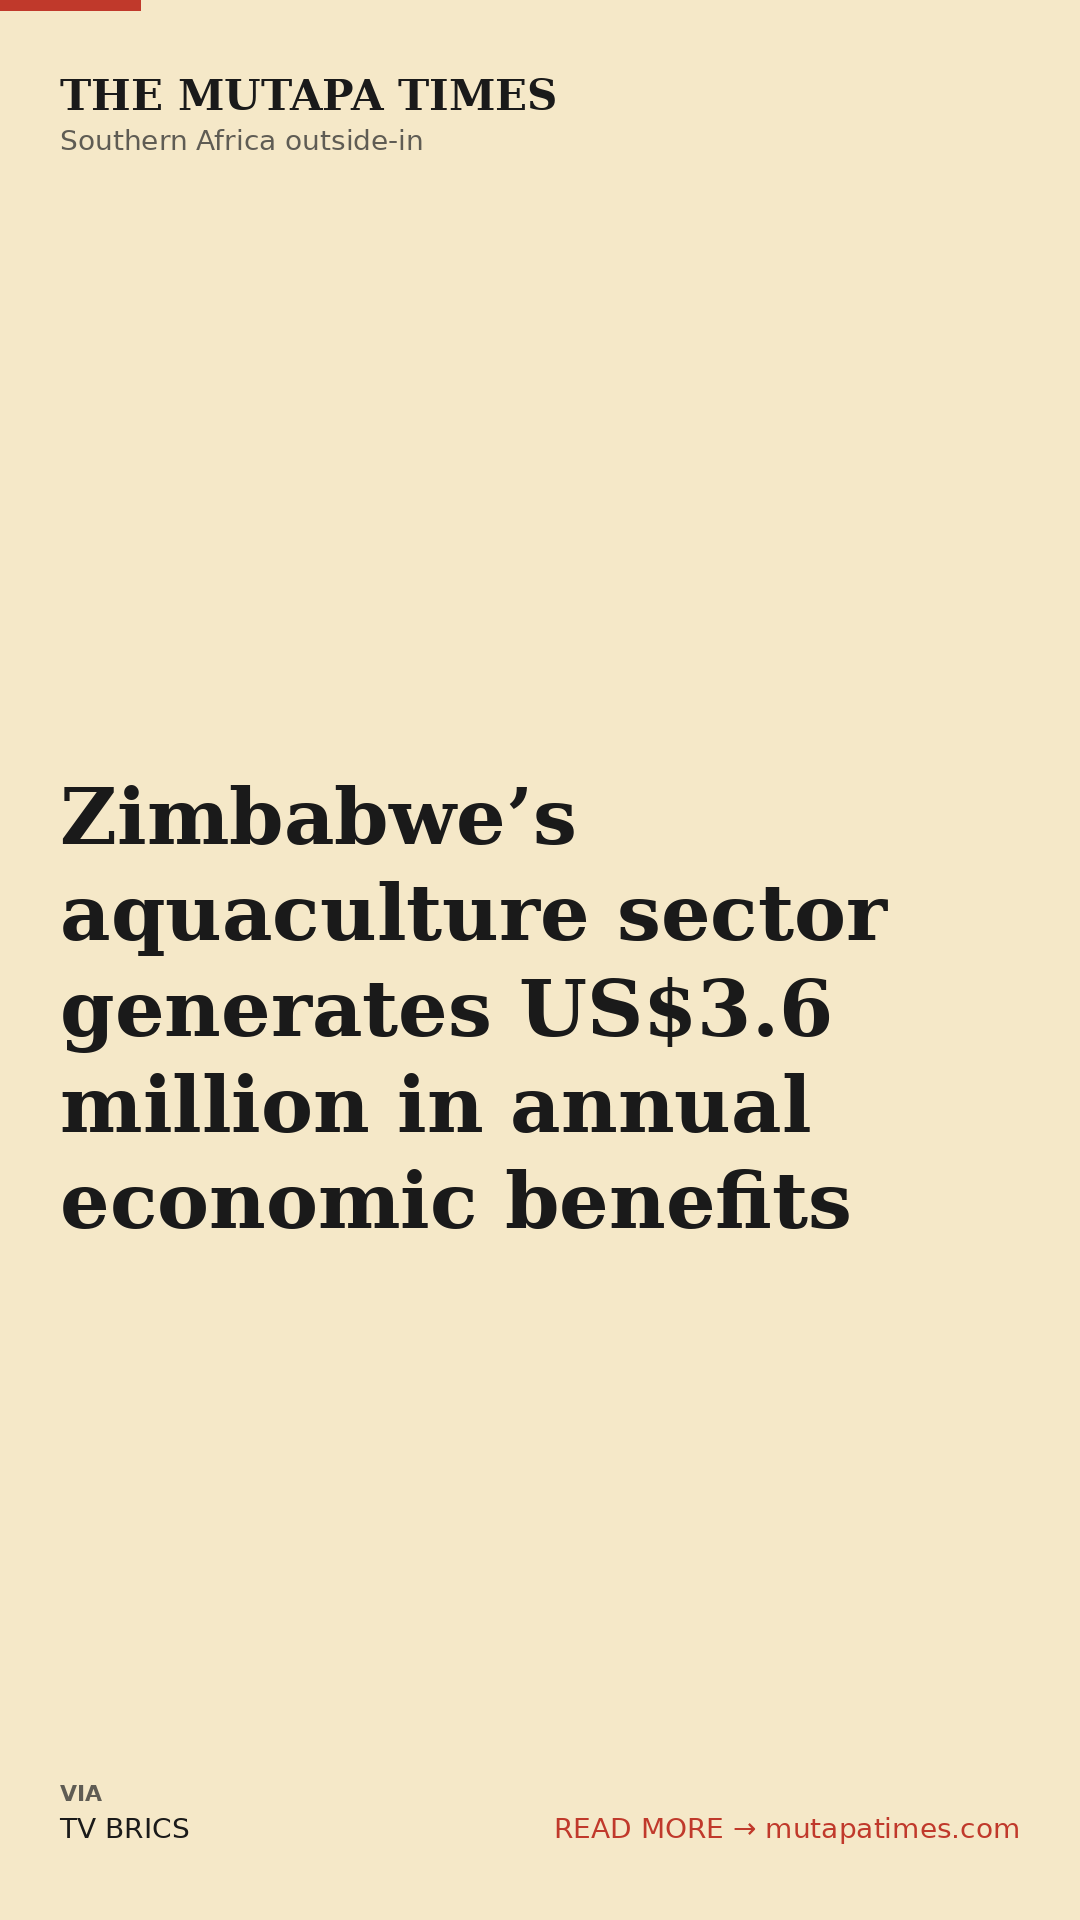 THE MUTAPA TIMES
Southern Africa outside-in
Zimbabwe’s
aquaculture sector
generates US$3.6
million in annual
economic benefits
VIA
TV BRICS
READ MORE → mutapatimes.com